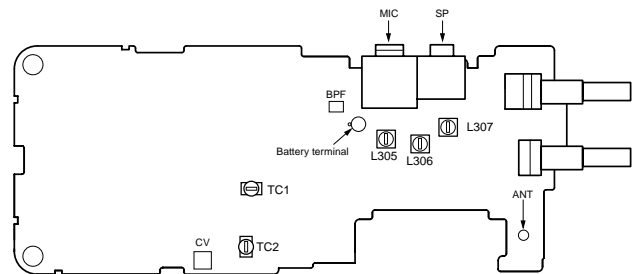 MIC
SP
BPF
L307
Battery terminal
L305
L306
TC1
ANT
CV
TC2